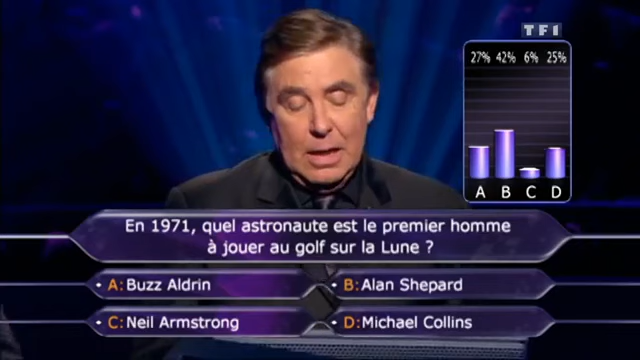 TF1
27% 42% 6% 25%
A B C D
En 1971, quel astronaute est le premier homme
à jouer au golf sur la Lune ?
A: Buzz Aldrin
B: Alan Shepard
C: Neil Armstrong
D: Michael Collins